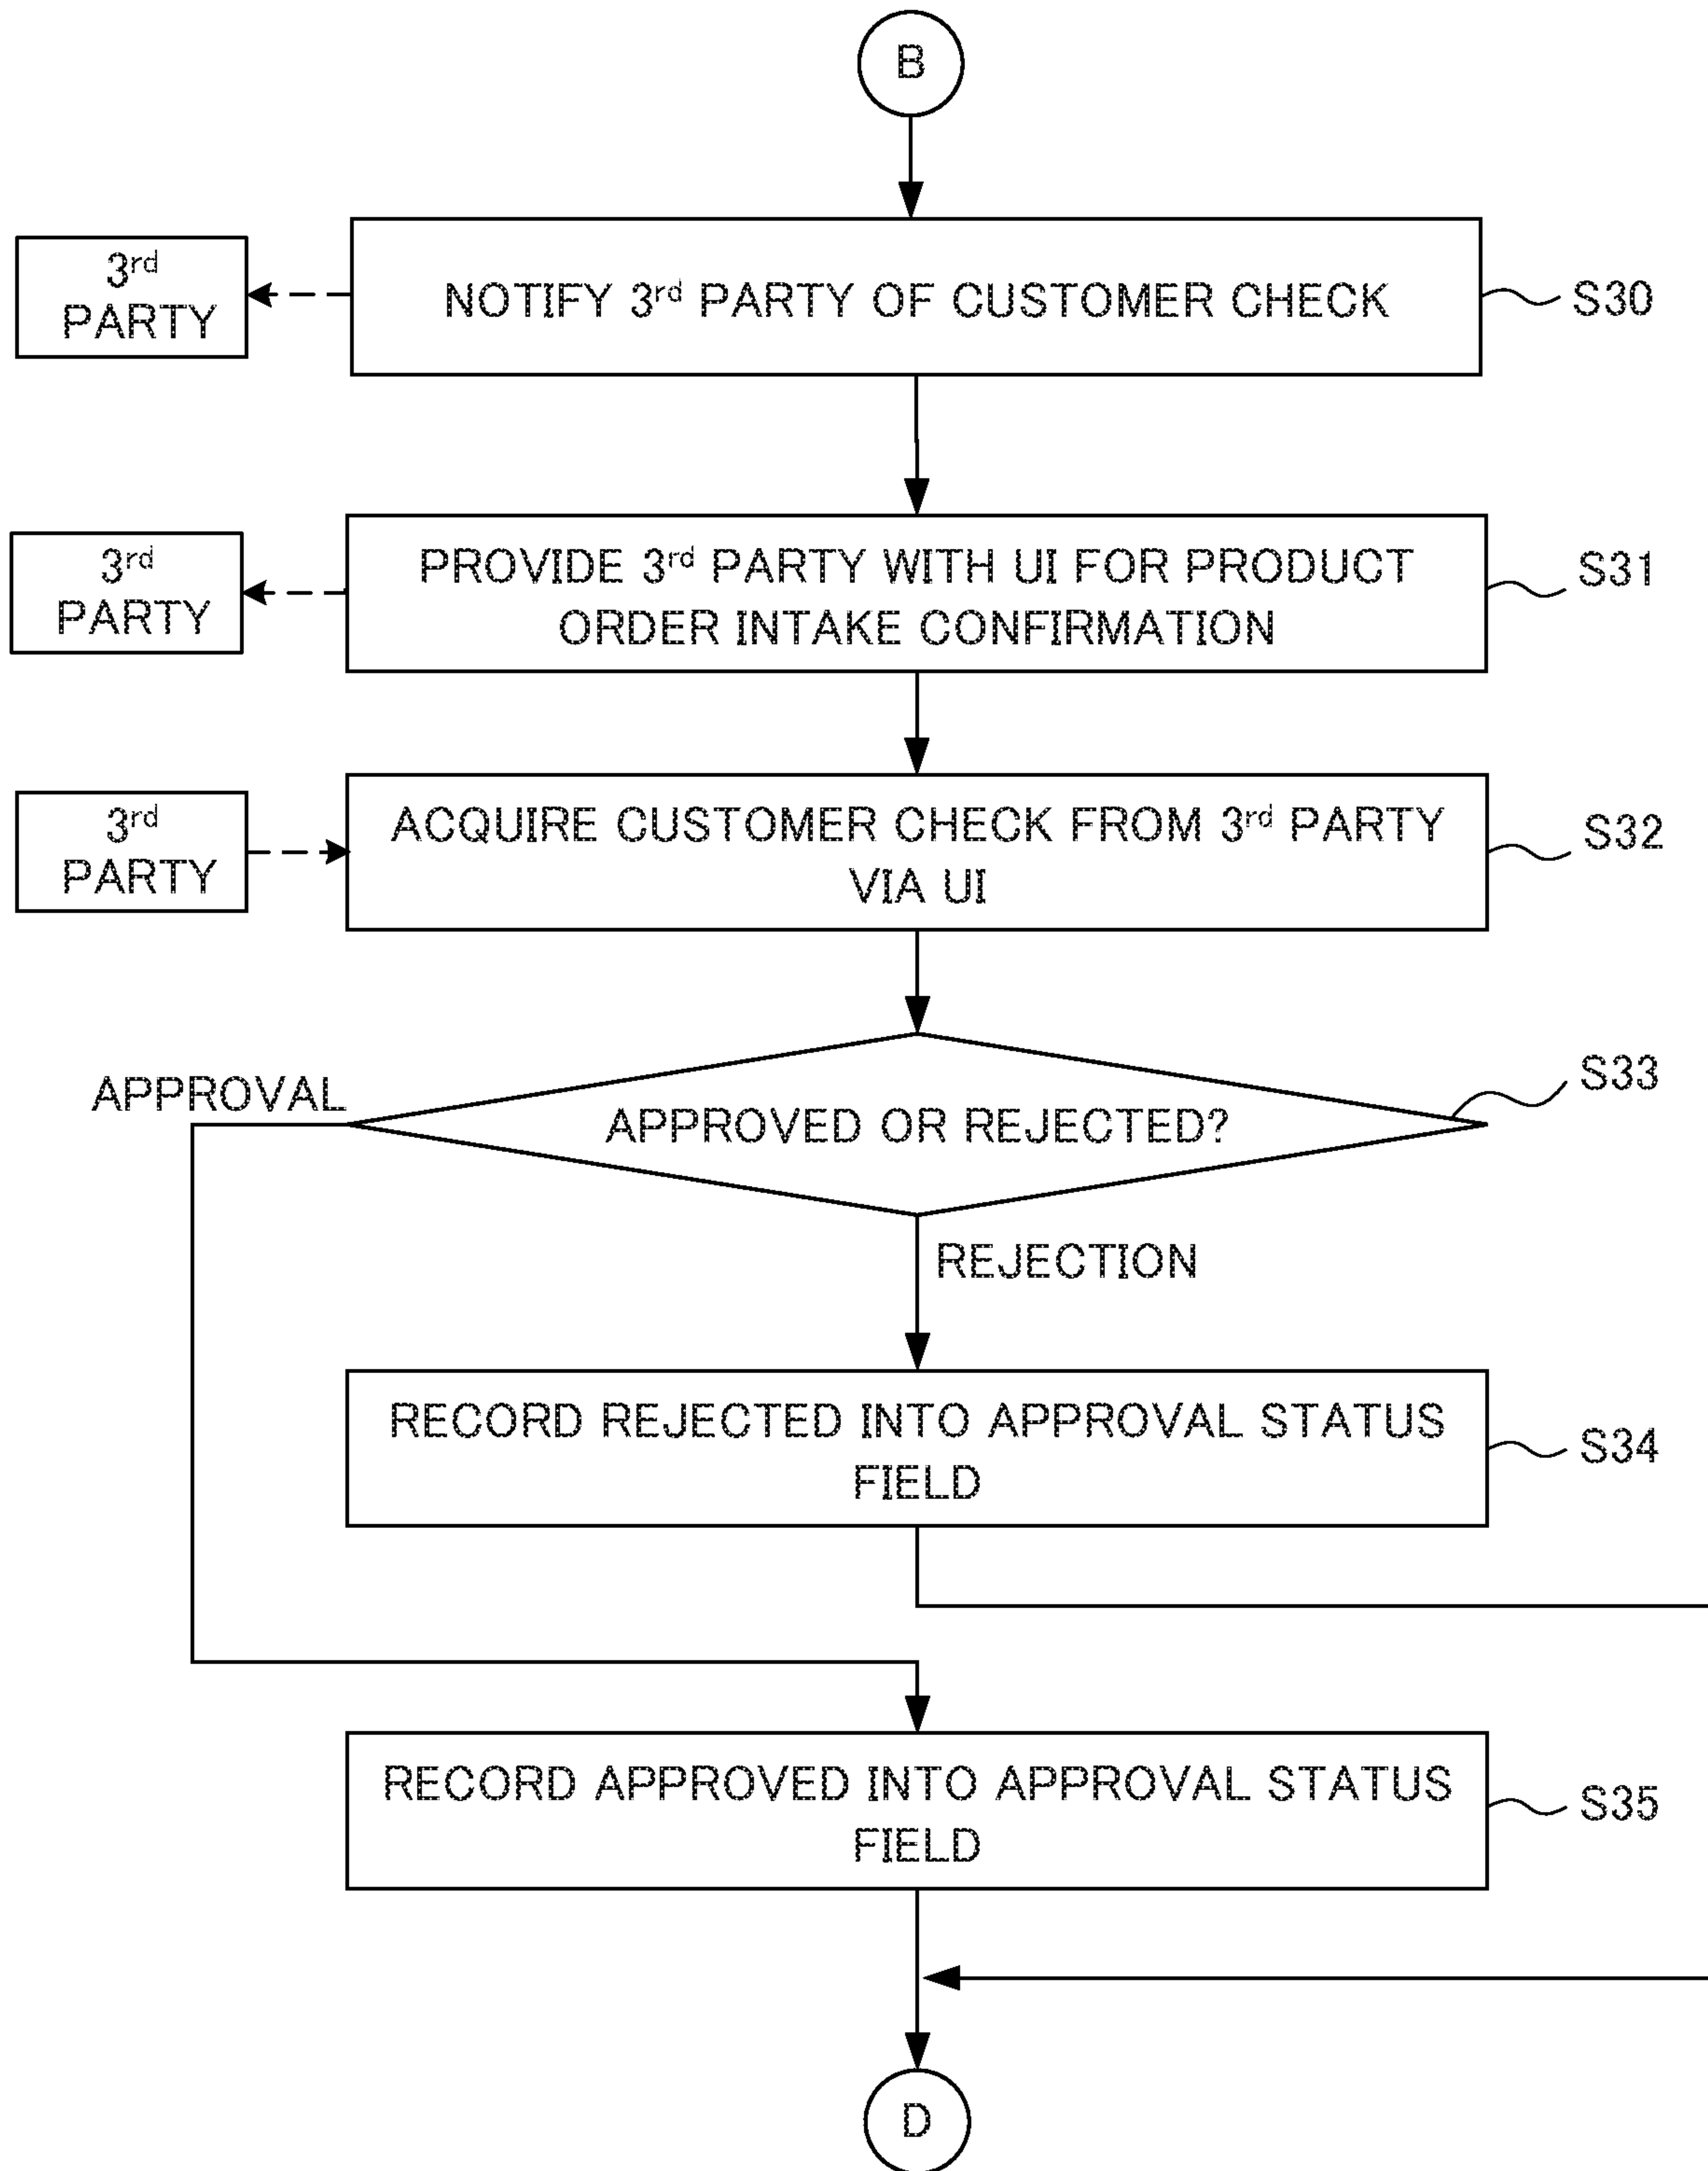 B
3rd
PARTY
NOTIFY 3rd PARTY OF CUSTOMER CHECK
S30
3rd
PARTY
PROVIDE 3rd PARTY WITH UI FOR PRODUCT
ORDER INTAKE CONFIRMATION
S31
3rd
PARTY
ACQUIRE CUSTOMER CHECK FROM 3rd PARTY
VIA UI
S32
APPROVAL
APPROVED OR REJECTED?
S33
REJECTION
RECORD REJECTED INTO APPROVAL STATUS
FIELD
S34
RECORD APPROVED INTO APPROVAL STATUS
FIELD
S35
D